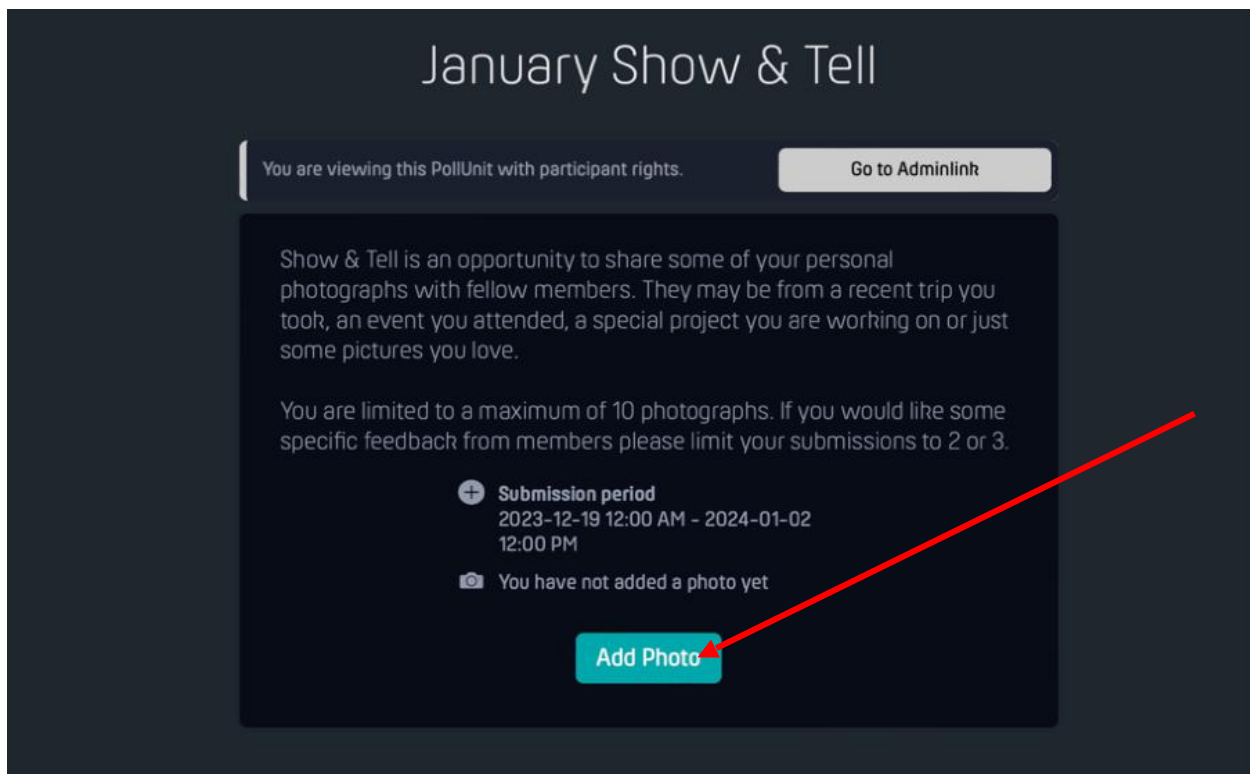 January Show & Tell
You are viewing this PollUnit with participant rights.
Go to Adminlink
Show & Tell is an opportunity to share some of your personal
photographs with fellow members. They may be from a recent trip you
took, an event you attended, a special project you are working on or just
some pictures you love.
You are limited to a maximum of 10 photographs. If you would like some
specific feedback from members please limit your submissions to 2 or 3.
Submission period
2023-12-19 12:00 AM - 2024-01-02
12:00 PM
You have not added a photo yet
Add Photo